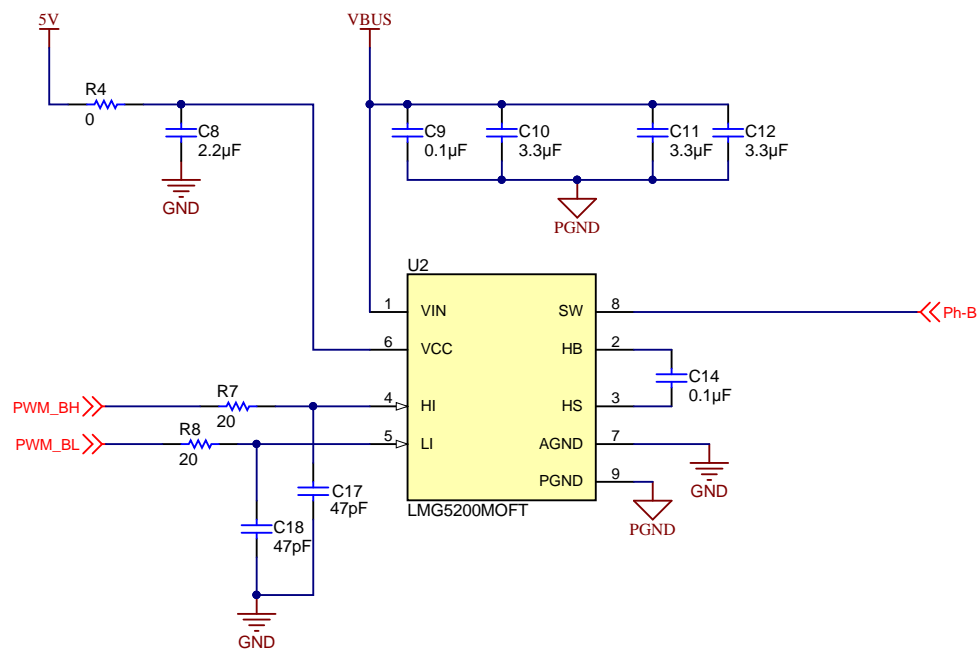 5V
VBUS
R4
0
C8
2.2µF
GND
C9
0.1µF
C10
3.3µF
C11
3.3µF
C12
3.3µF
PGND
U2
1 VIN SW 8
Ph-B
6 VCC HB 2
C14
0.1µF
PWM_BH
R7
20
4 HI HS 3
PWM_BL
R8
20
5 LI AGND 7
GND
PGND 9
PGND
LMG5200MOFT
C17
47pF
C18
47pF
GND